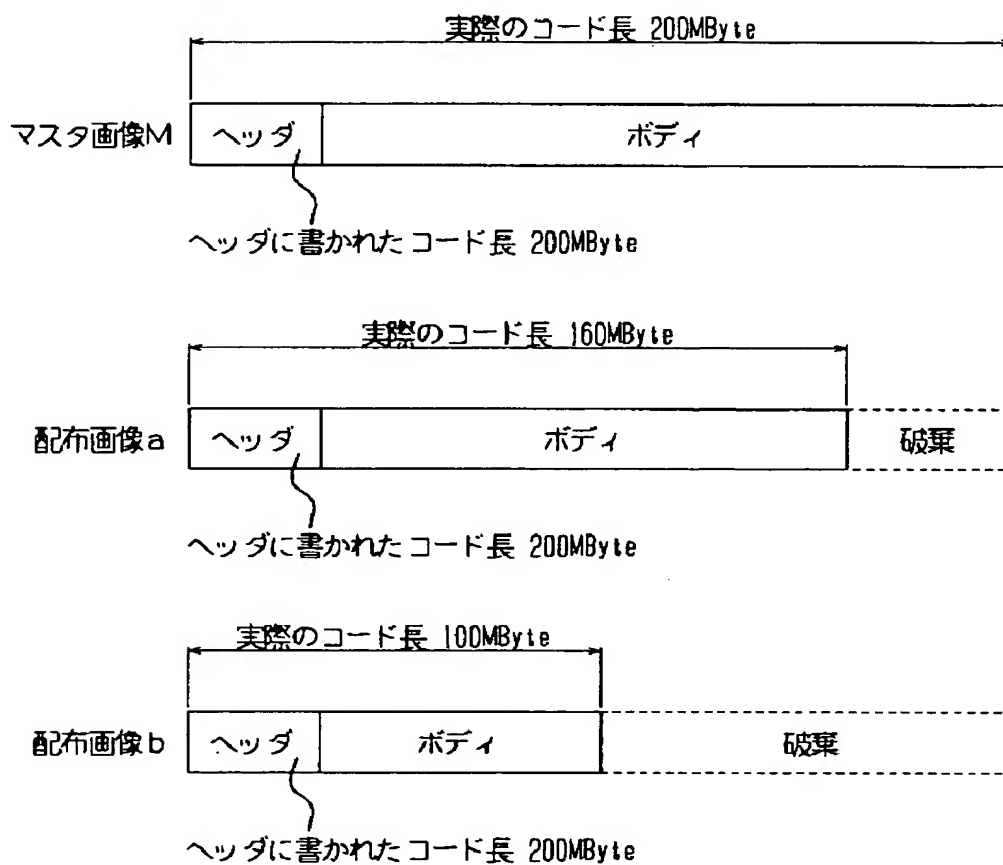 実際のコード長 200MByte
マスタ画像M ヘッダ ボディ
ヘッダに書かれたコード長 200MByte
実際のコード長 160MByte
配布画像a ヘッダ ボディ 破棄
ヘッダに書かれたコード長 200MByte
実際のコード長 100MByte
配布画像b ヘッダ ボディ 破棄
ヘッダに書かれたコード長 200MByte